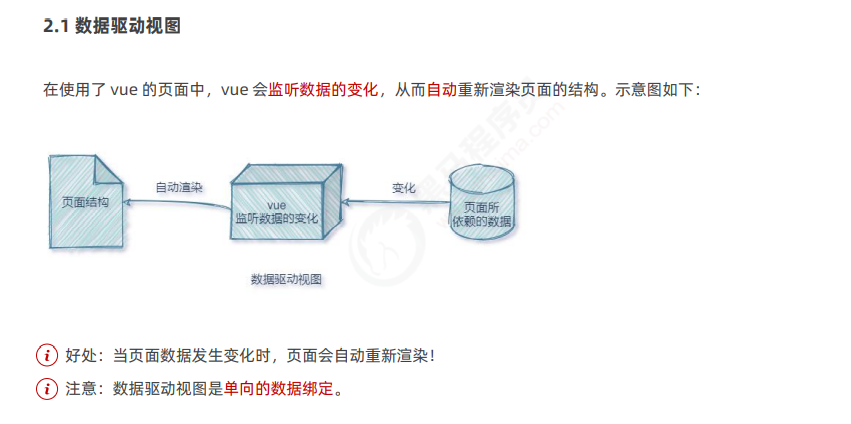 2.1 数据驱动视图
在使用了 vue 的页面中，vue 会监听数据的变化，从而自动重新渲染页面的结构。示意图如下：
页面结构
自动渲染
vue
监听数据的变化
变化
页面所
依赖的数据
数据驱动视图
好处：当页面数据发生变化时，页面会自动重新渲染！
注意：数据驱动视图是单向的数据绑定。